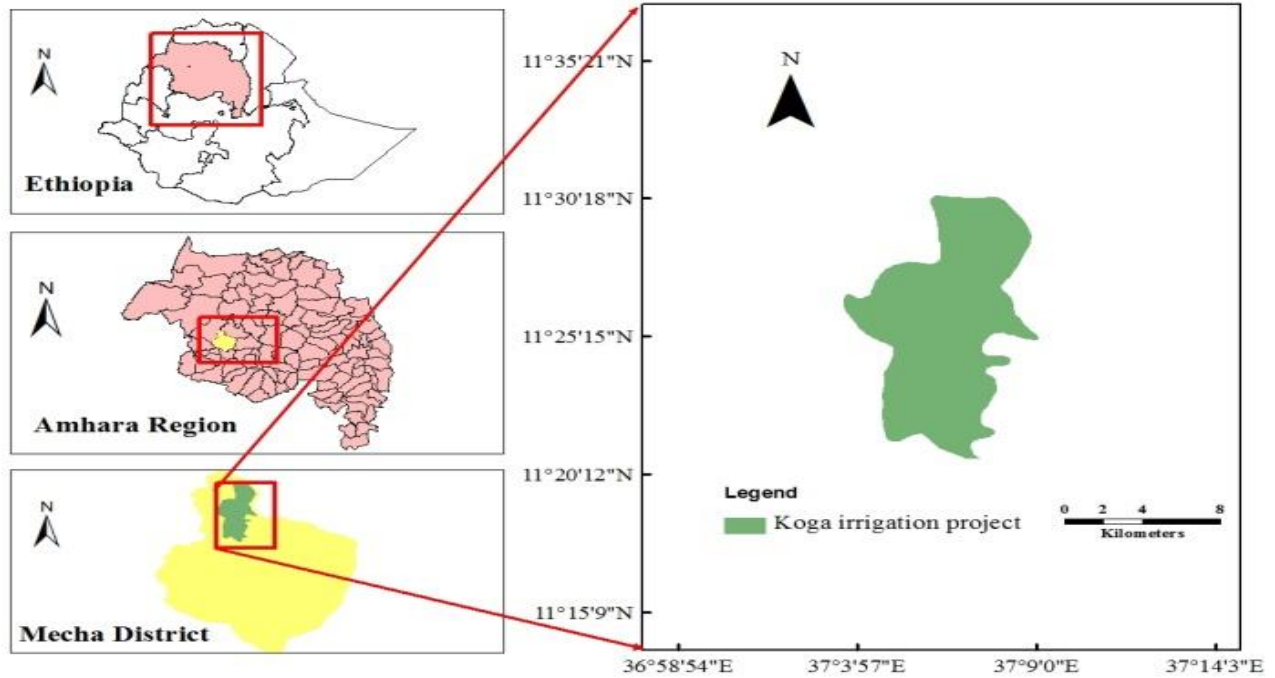 N
Ethiopia
N
Amhara Region
N
Mecha District
11°35'21"N
11°30'18"N
11°25'15"N
11°20'12"N
11°15'9"N
N
Legend
Koga irrigation project
0 2 4 8
Kilometers
36°58'54"E 37°3'57"E 37°9'0"E 37°14'3"E